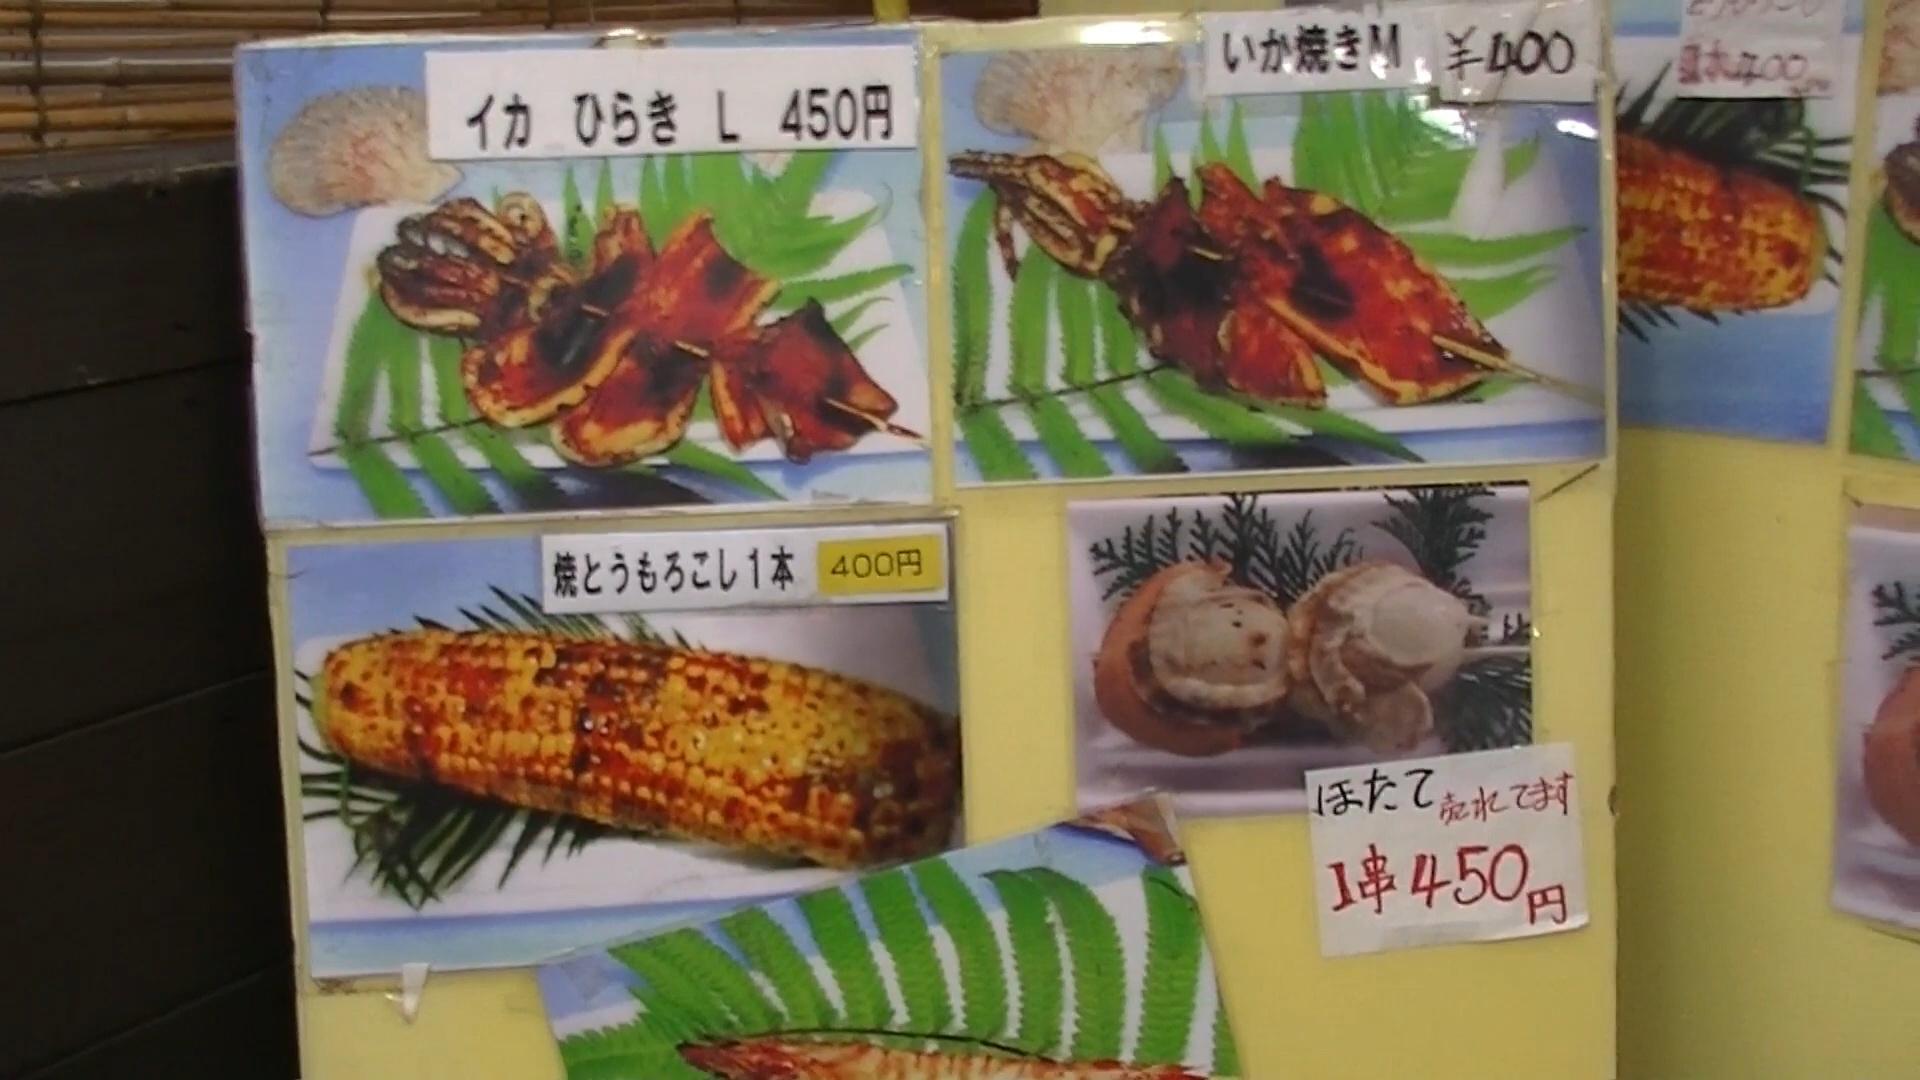 イカ ひらき L 450円
いか焼きM ¥400
焼とうもろこし1本 400円
ほたて 売れてます
1串450円